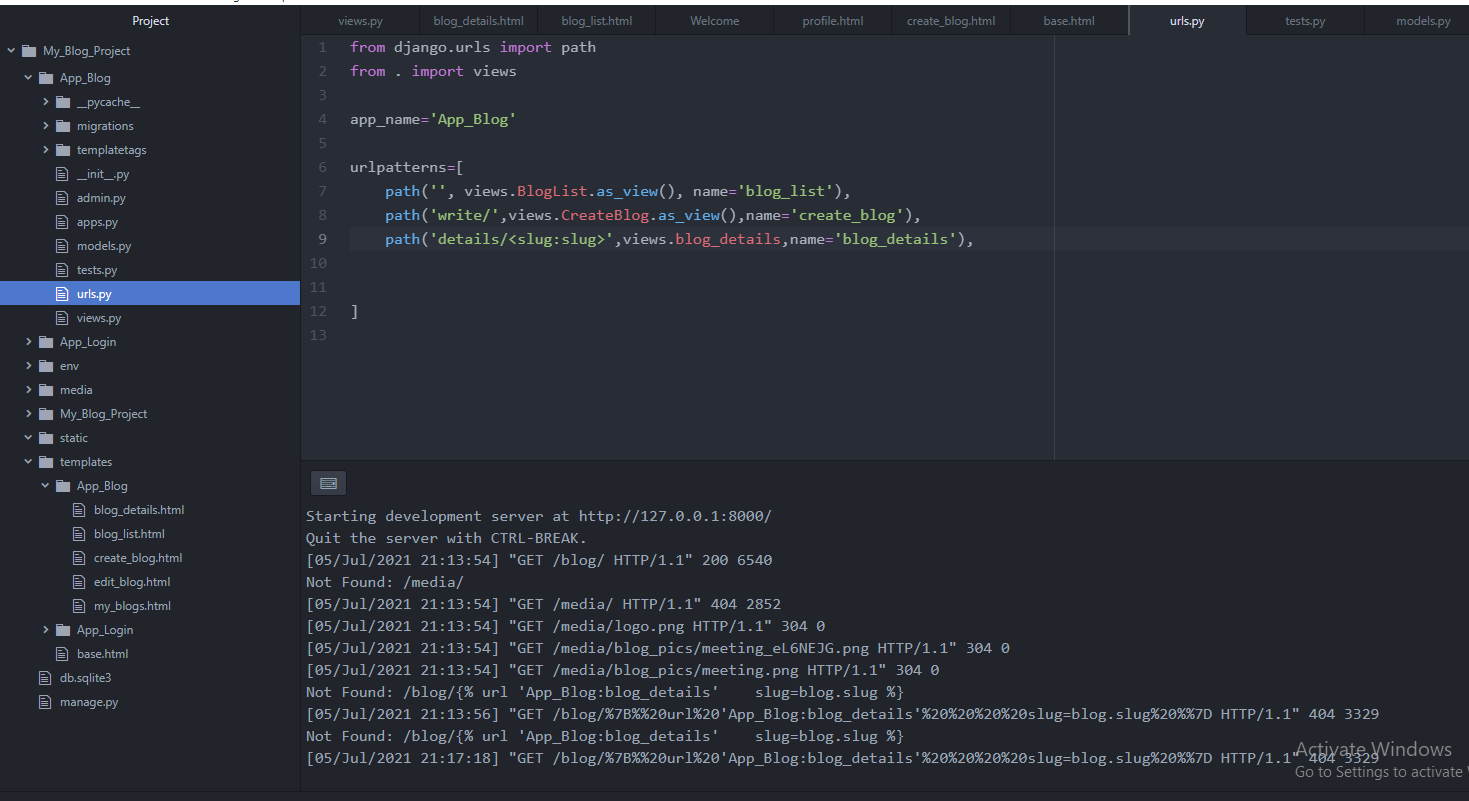 Project
My_Blog_Project
App_Blog
__pycache__
migrations
templatetags
__init__.py
admin.py
apps.py
models.py
tests.py
urls.py
views.py
App_Login
env
media
My_Blog_Project
static
templates
App_Blog
blog_details.html
blog_list.html
create_blog.html
edit_blog.html
my_blogs.html
App_Login
base.html
db.sqlite3
manage.py
views.py blog_details.html blog_list.html Welcome profile.html create_blog.html base.html urls.py tests.py models.py
1 from django.urls import path
2 from . import views
3
4 app_name='App_Blog'
5
6 urlpatterns=[
7     path('', views.BlogList.as_view(), name='blog_list'),
8     path('write/',views.CreateBlog.as_view(),name='create_blog'),
9     path('details/<slug:slug>',views.blog_details,name='blog_details'),
10
11
12 ]
13
Starting development server at http://127.0.0.1:8000/
Quit the server with CTRL-BREAK.
[05/Jul/2021 21:13:54] "GET /blog/ HTTP/1.1" 200 6540
Not Found: /media/
[05/Jul/2021 21:13:54] "GET /media/ HTTP/1.1" 404 2852
[05/Jul/2021 21:13:54] "GET /media/logo.png HTTP/1.1" 304 0
[05/Jul/2021 21:13:54] "GET /media/blog_pics/meeting_eL6NEJG.png HTTP/1.1" 304 0
[05/Jul/2021 21:13:54] "GET /media/blog_pics/meeting.png HTTP/1.1" 304 0
Not Found: /blog/{% url 'App_Blog:blog_details'    slug=blog.slug %}
[05/Jul/2021 21:13:56] "GET /blog/%7B%%20url%20'App_Blog:blog_details'%20%20%20%20slug=blog.slug%20%%7D HTTP/1.1" 404 3329
Not Found: /blog/{% url 'App_Blog:blog_details'    slug=blog.slug %}
[05/Jul/2021 21:17:18] "GET /blog/%7B%%20url%20'App_Blog:blog_details'%20%20%20%20slug=blog.slug%20%%7D HTTP/1.1" 404 3329
Activate Windows
Go to Settings to activate